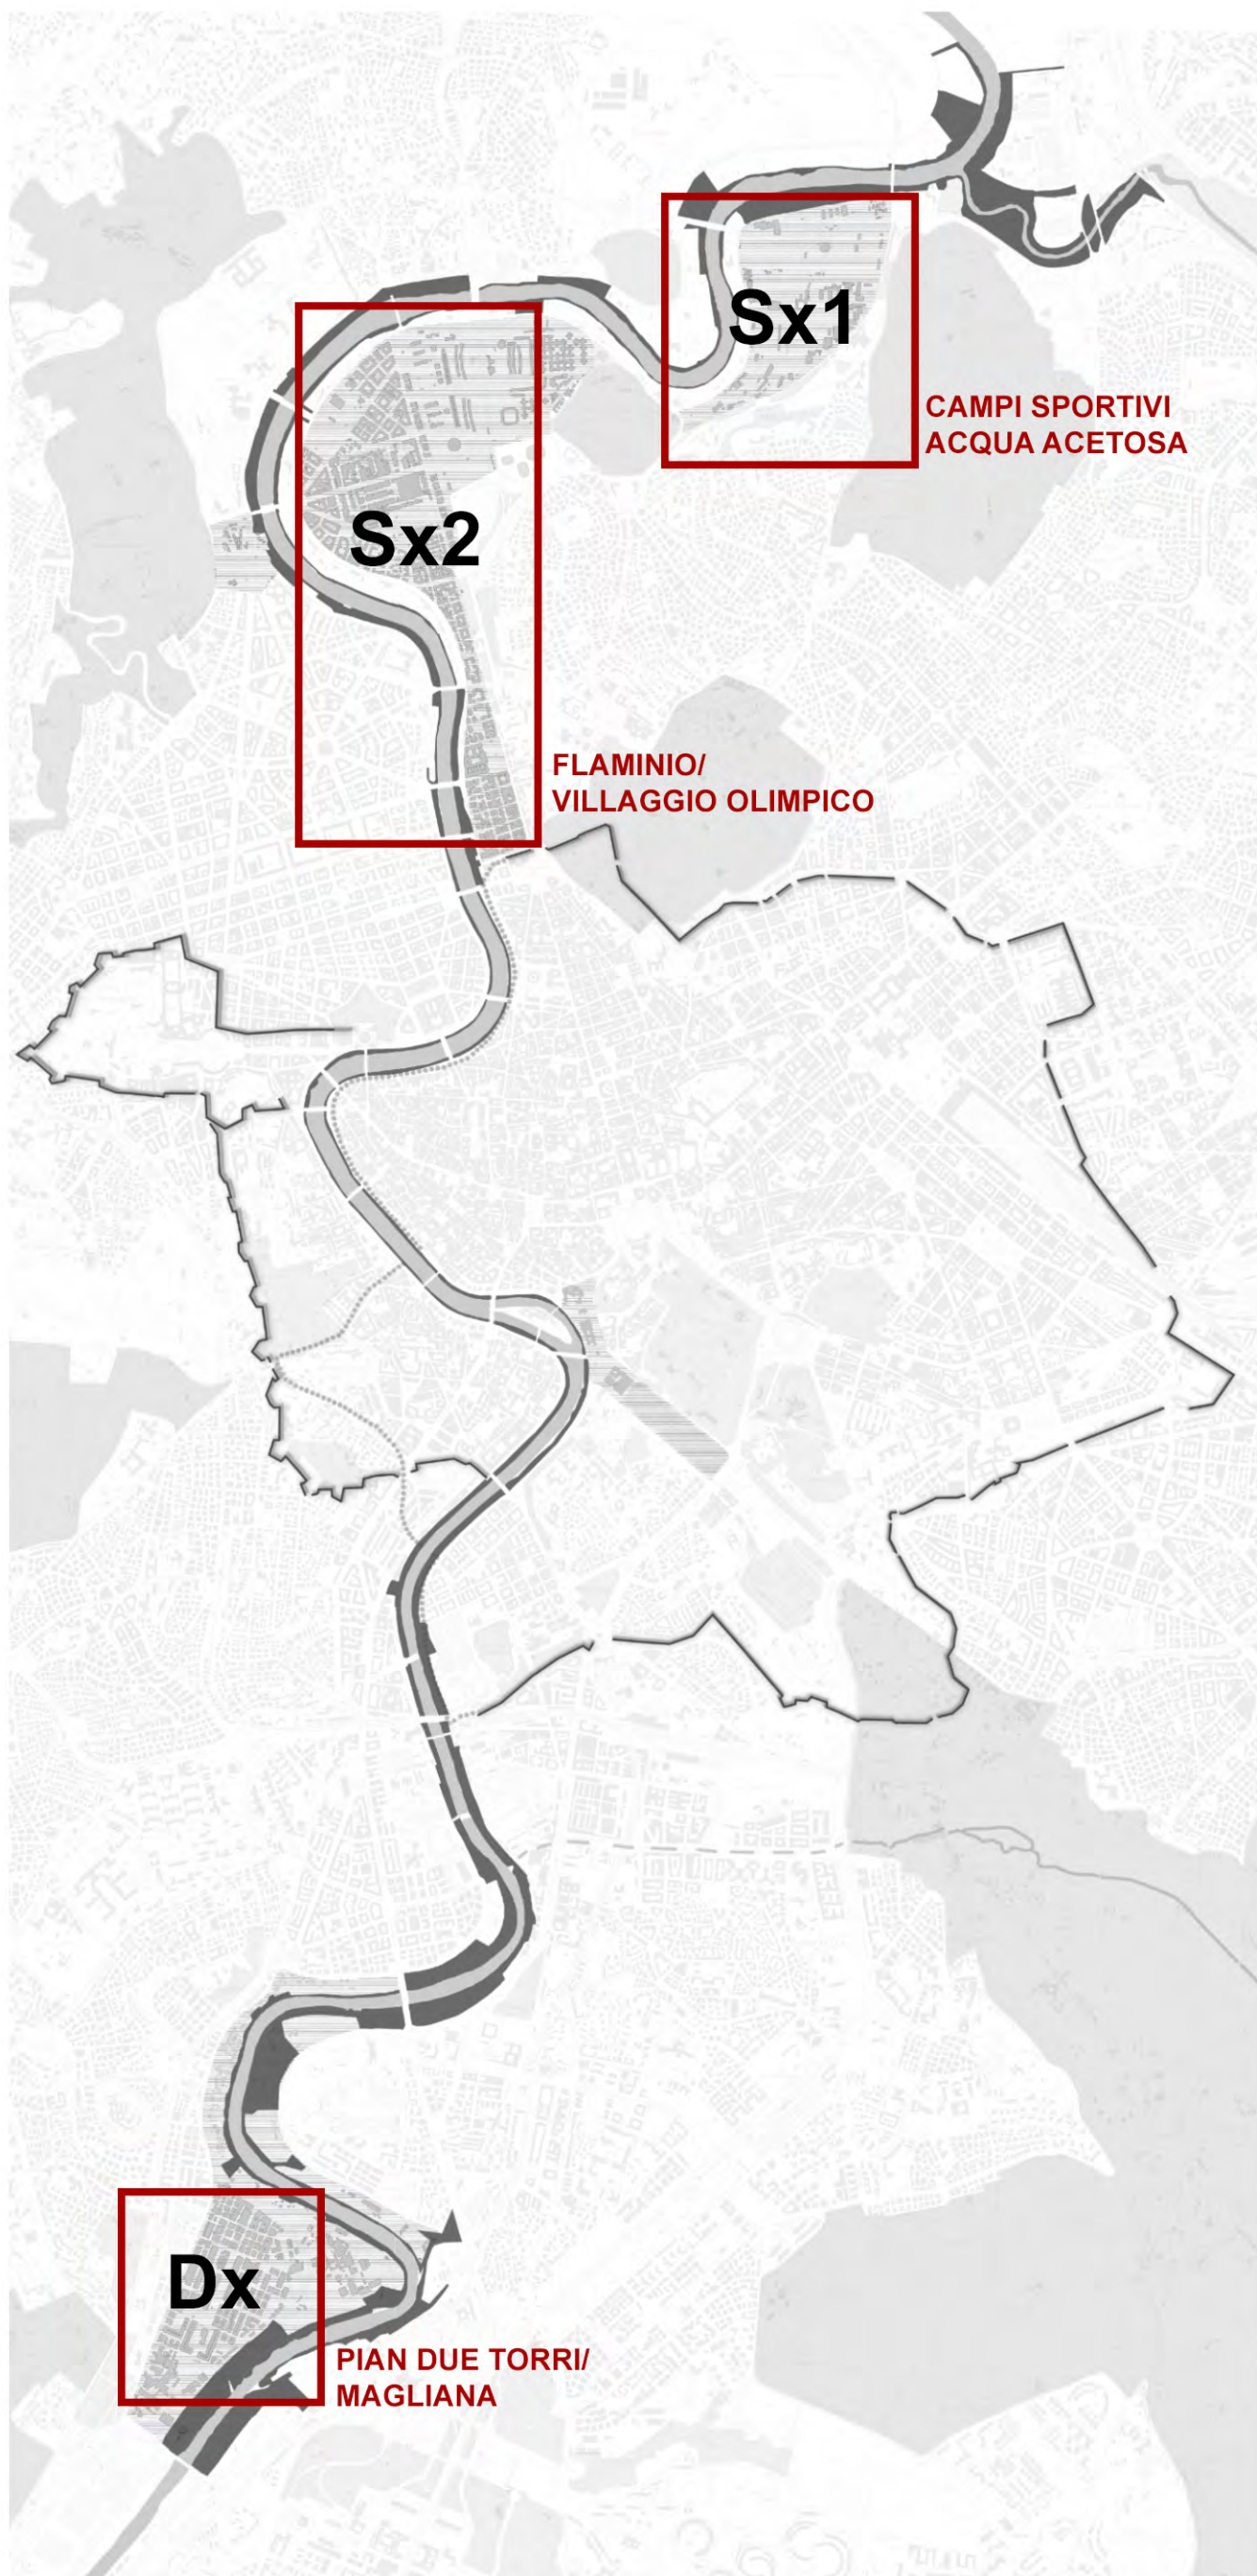 Sx1
CAMPI SPORTIVI
ACQUA ACETOSA
Sx2
FLAMINIO/
VILLAGGIO OLIMPICO
Dx
PIAN DUE TORRI/
MAGLIANA